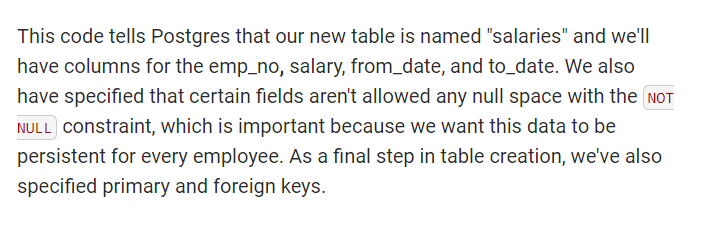 This code tells Postgres that our new table is named "salaries" and we'll
have columns for the emp_no, salary, from_date, and to_date. We also
have specified that certain fields aren't allowed any null space with the NOT
NULL constraint, which is important because we want this data to be
persistent for every employee. As a final step in table creation, we've also
specified primary and foreign keys.